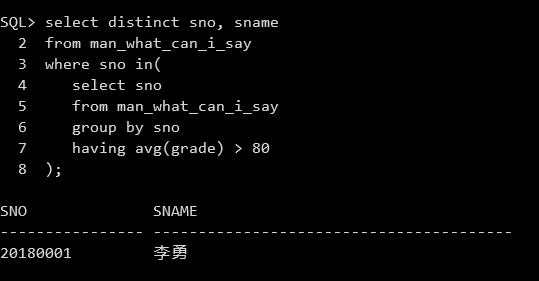 SQL> select distinct sno, sname
  2  from man_what_can_i_say
  3  where sno in(
  4     select sno
  5     from man_what_can_i_say
  6     group by sno
  7     having avg(grade) > 80
  8  );
SNO              SNAME
---------------- ----------------------------------------
20180001         李勇